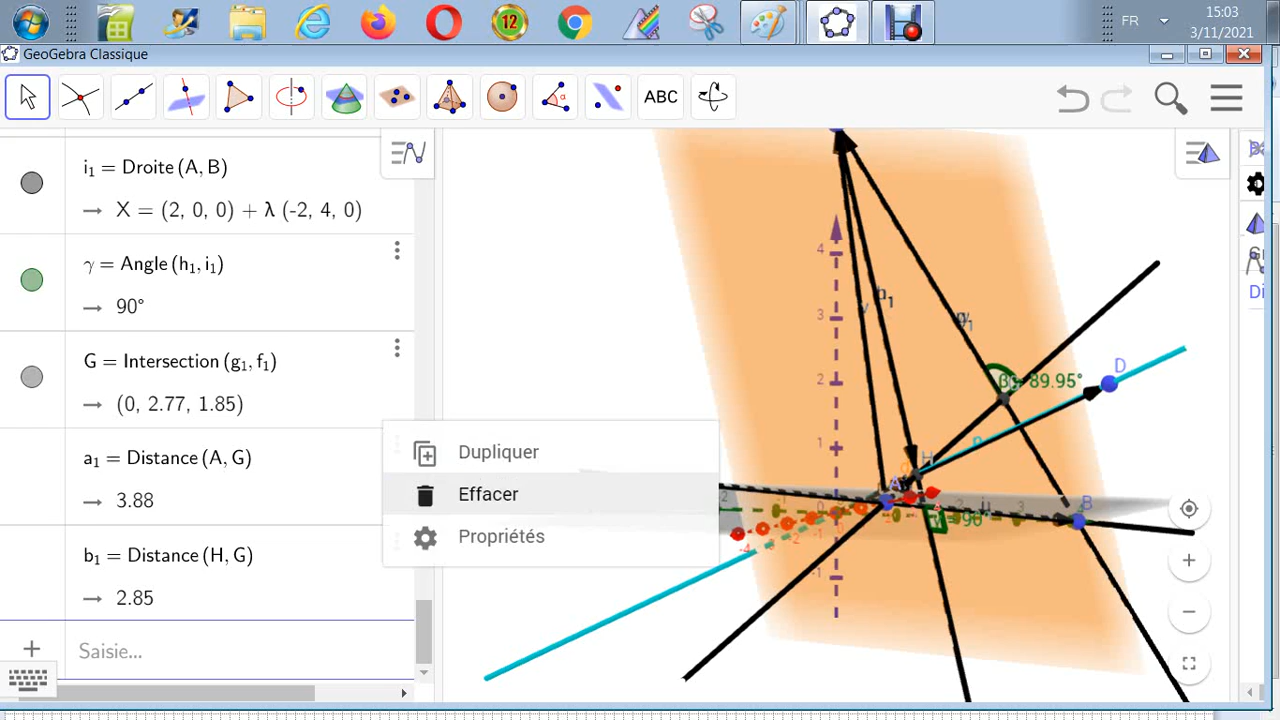 FR
15:03
3/11/2021
12
GeoGebra Classique
ABC
i₁ = Droite (A, B)
→ X = (2, 0, 0) + λ (-2, 4, 0)
γ = Angle (h₁, i₁)
→ 90°
G = Intersection (g₁, f₁)
→ (0, 2.77, 1.85)
a₁ = Distance (A, G)
→ 3.88
b₁ = Distance (H, G)
→ 2.85
+ Saisie...
Dupliquer
Effacer
Propriétés
4
3
2
1
-1
h₁
v
89.95°
D
H
A
B
u
γ = 90°
Di